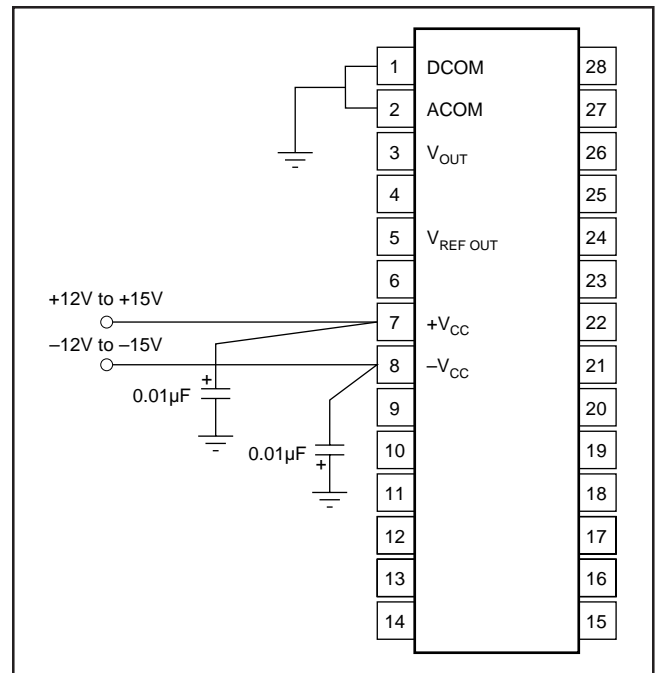 1 DCOM 28
2 ACOM 27
3 VOUT 26
4 25
5 VREF OUT 24
6 23
+12V to +15V
7 +VCC 22
–12V to –15V
8 –VCC 21
+
0.01µF
9 20
0.01µF
+
10 19
11 18
12 17
13 16
14 15